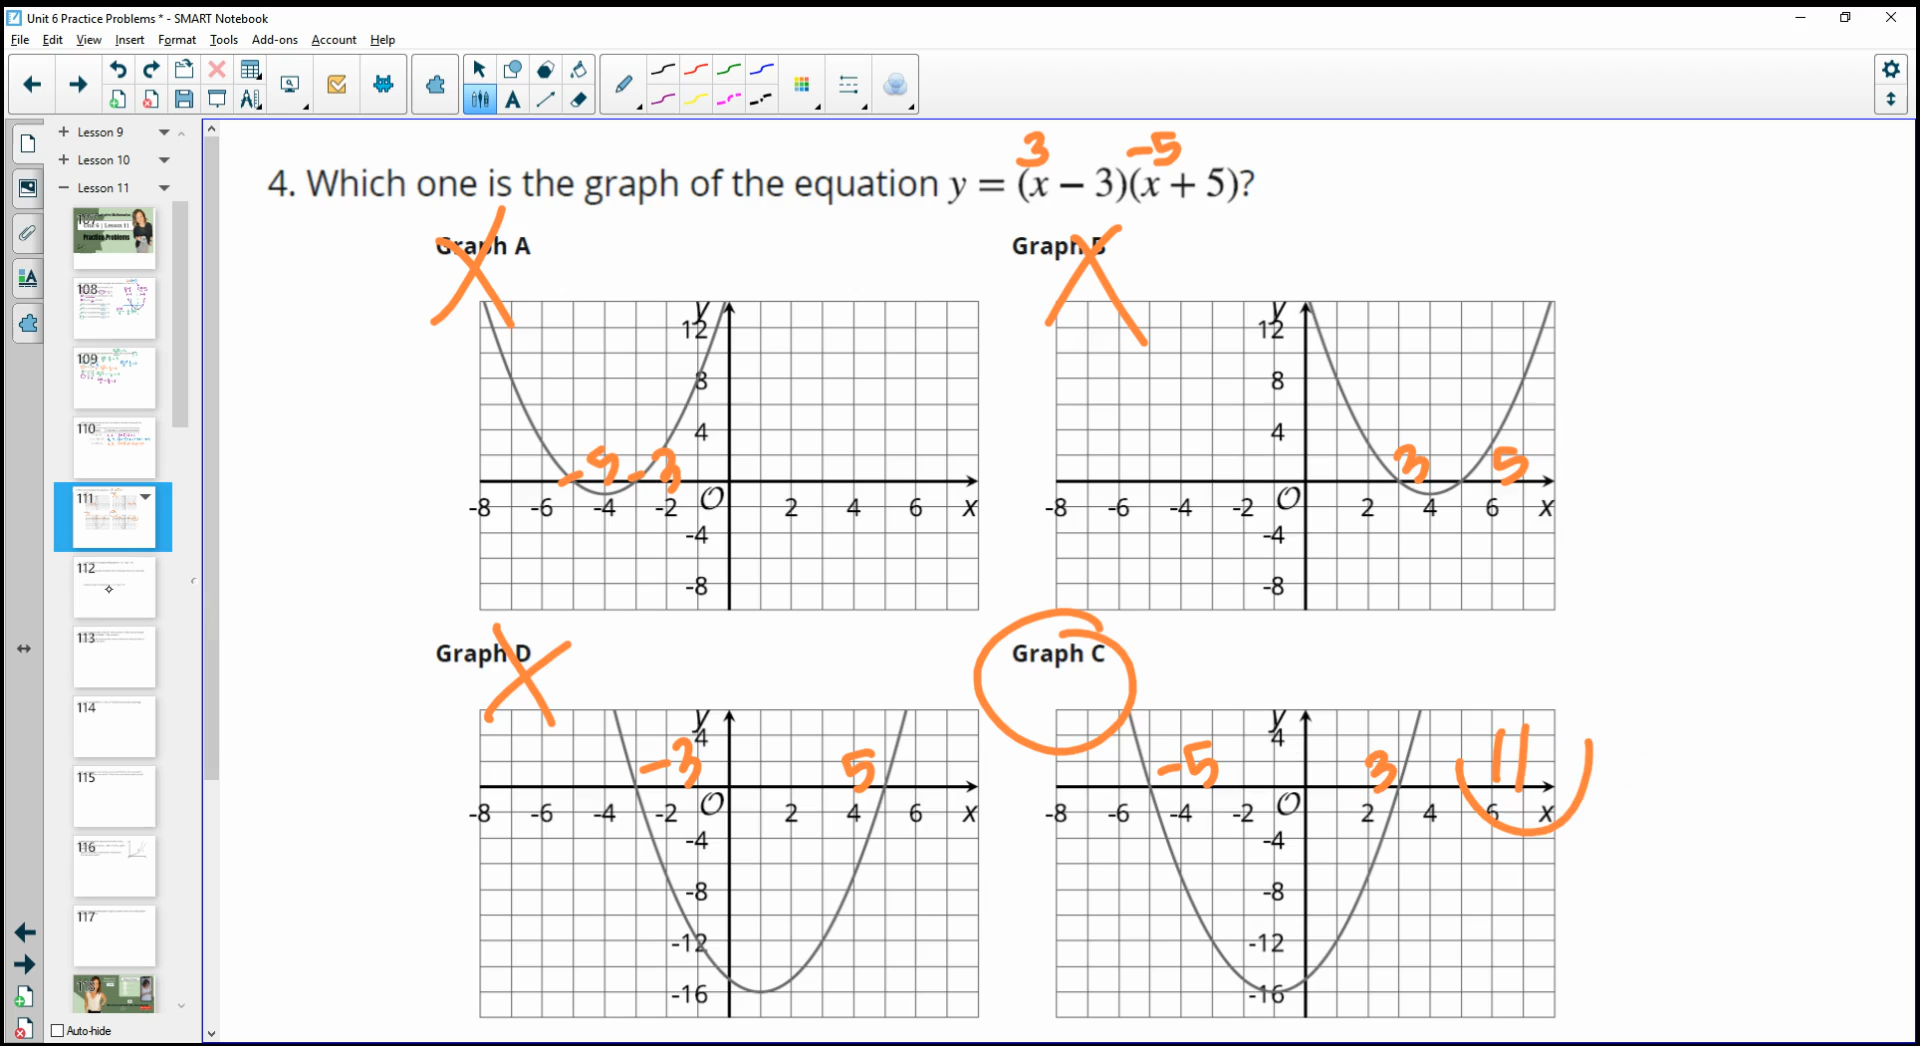 Unit 6 Practice Problems * - SMART Notebook
File Edit View Insert Format Tools Add-ons Account Help
Lesson 9
Lesson 10
Lesson 11
108
109
110
111
112
113
114
115
116
117
Auto-hide
3 -5
4. Which one is the graph of the equation y = (x − 3)(x + 5)?
Graph A
y
12
8
4
-5 -3
-8 -6 -4 -2 O 2 4 6 x
-4
-8
Graph B
y
12
8
4
3 5
-8 -6 -4 -2 O 2 4 6 x
-4
-8
Graph D
y
4
-3 5
-8 -6 -4 -2 O 2 4 6 x
-4
-8
-12
-16
Graph C
y
4
-5 3
-8 -6 -4 -2 O 2 4 6 x
-4
-8
-12
-16